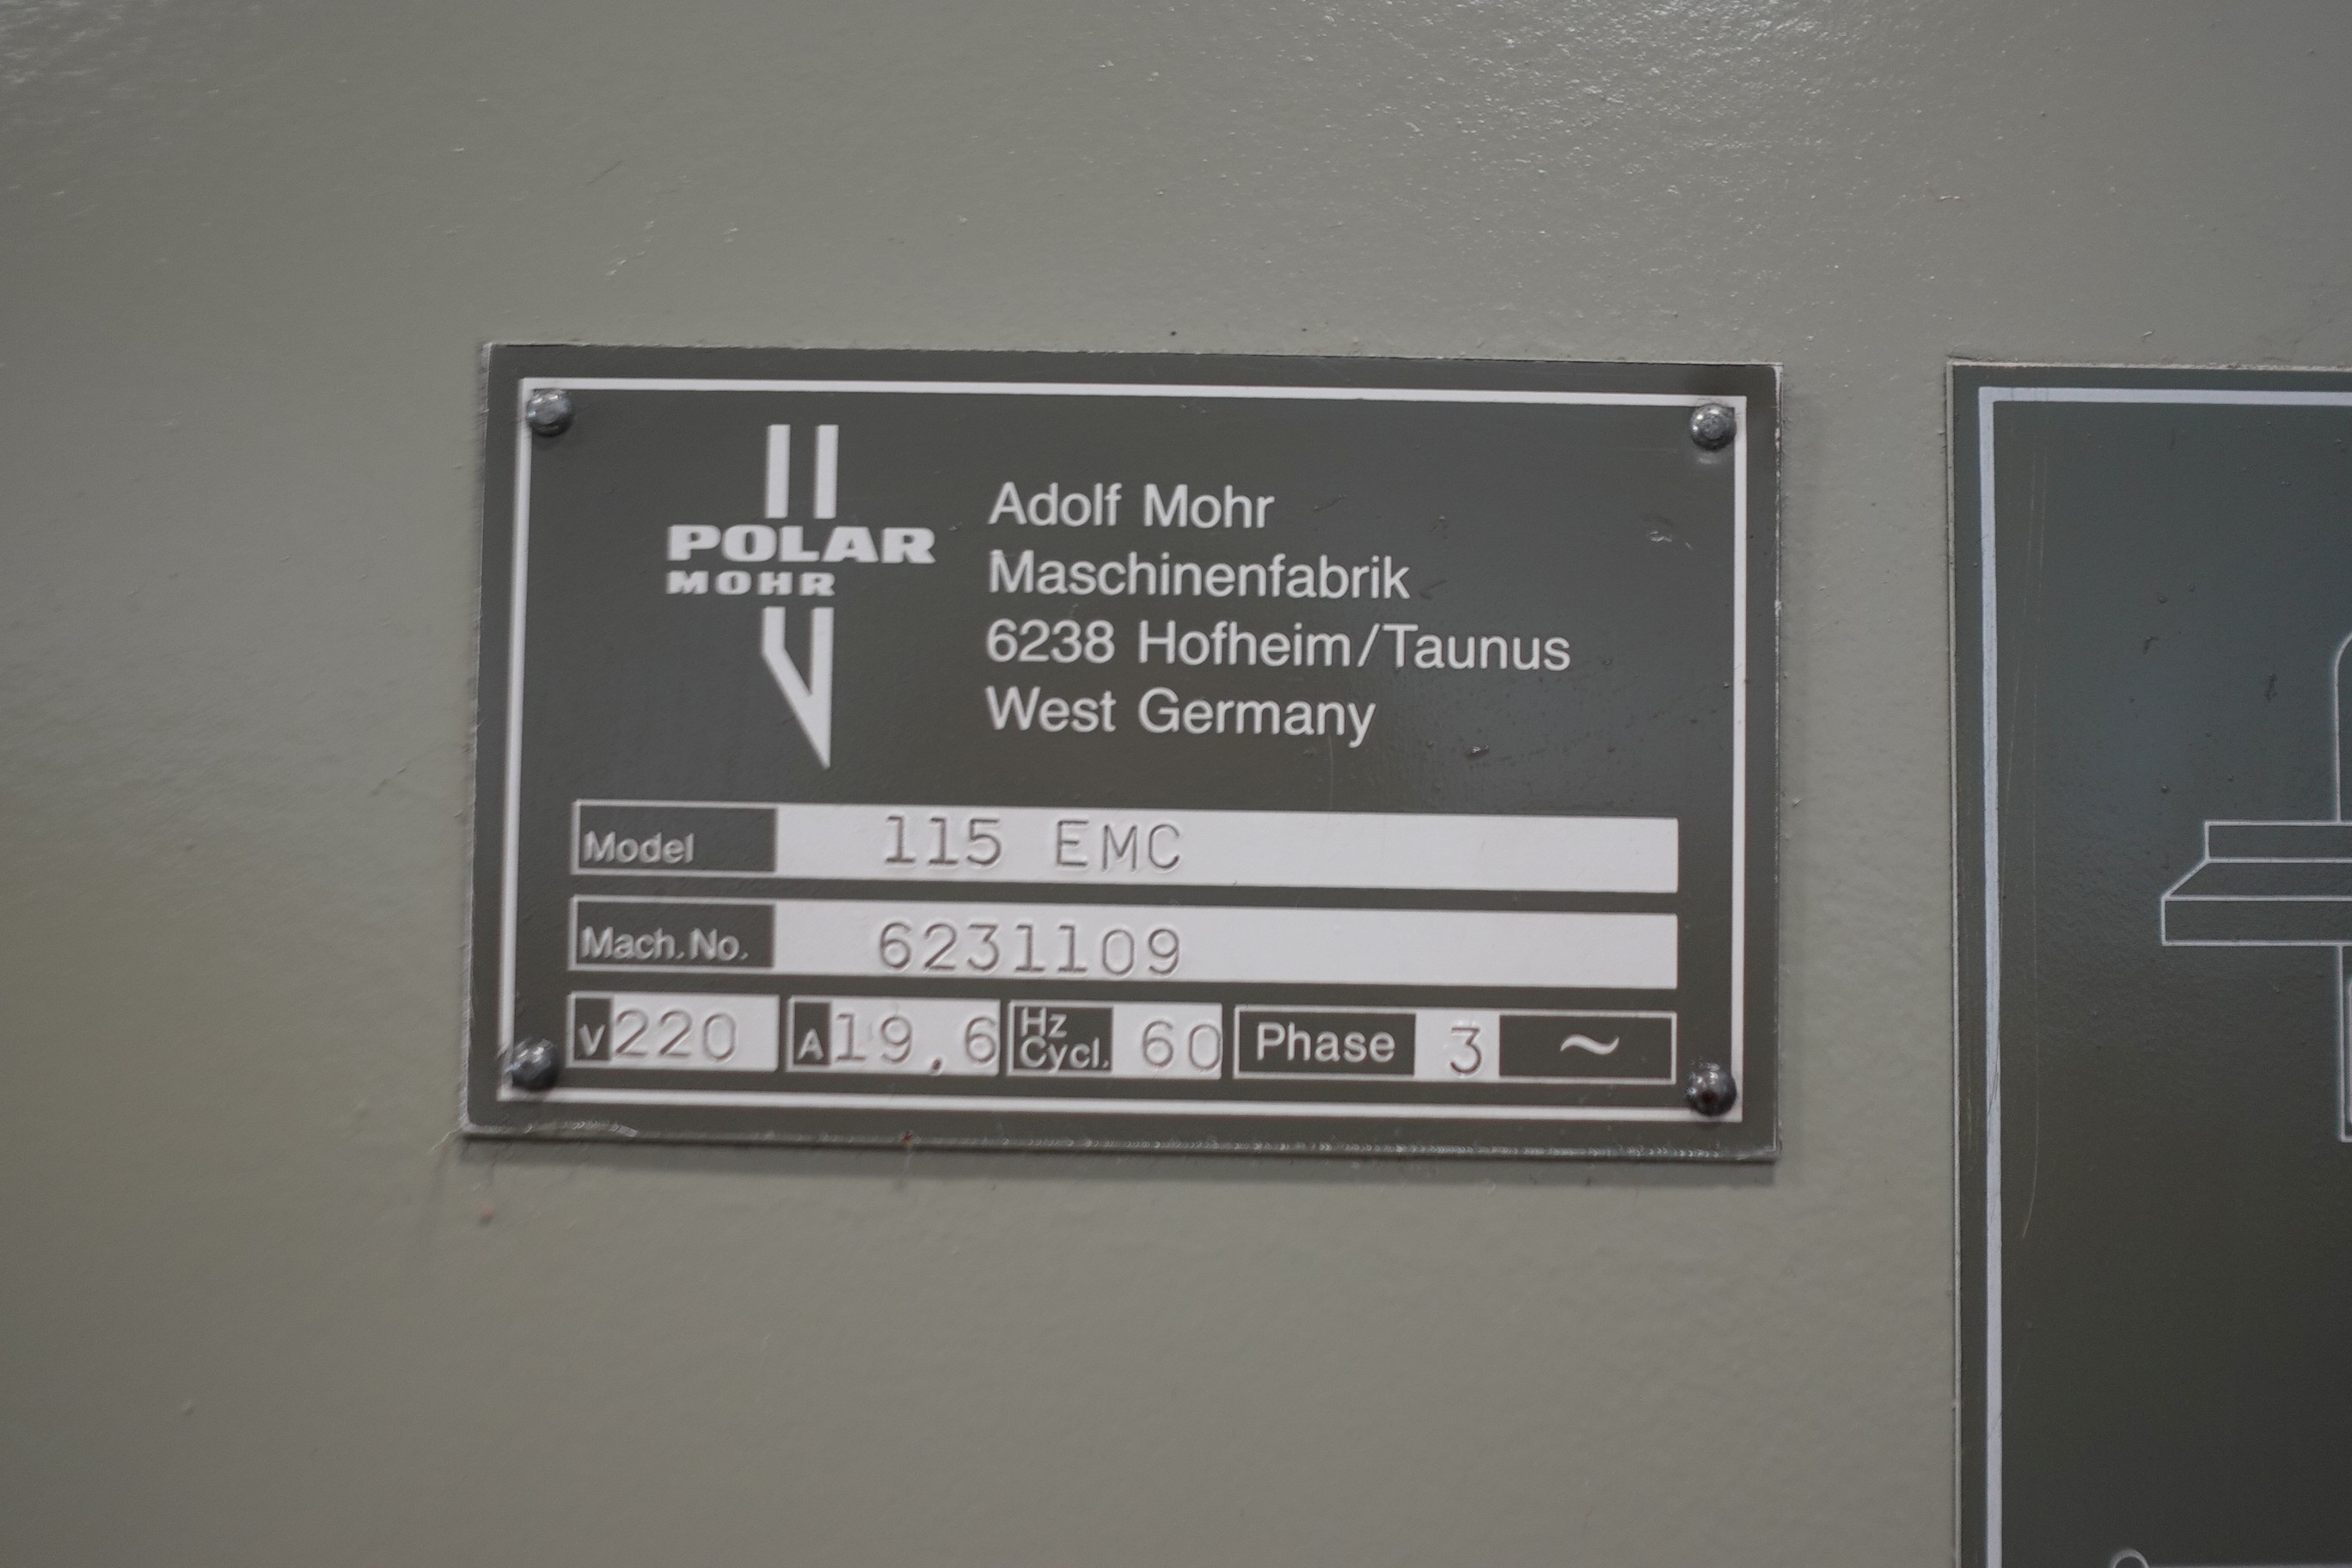 POLAR
MOHR
Adolf Mohr
Maschinenfabrik
6238 Hofheim/Taunus
West Germany
Model 115 EMC
Mach.No. 6231109
V 220 A 19,6 Hz Cycl. 60 Phase 3 ~